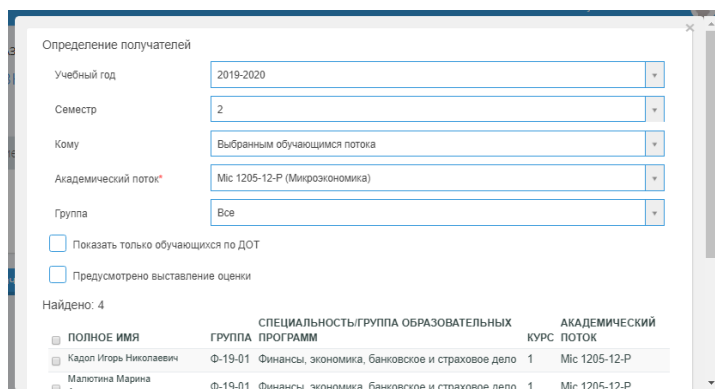 Определение получателей
Учебный год 2019-2020
Семестр 2
Кому Выбранным обучающимся потока
Академический поток* Mic 1205-12-P (Микроэкономика)
Группа Все
Показать только обучающихся по ДОТ
Предусмотрено выставление оценки
Найдено: 4
ПОЛНОЕ ИМЯ ГРУППА СПЕЦИАЛЬНОСТЬ/ГРУППА ОБРАЗОВАТЕЛЬНЫХ ПРОГРАММ КУРС АКАДЕМИЧЕСКИЙ ПОТОК
Кадол Игорь Николаевич Ф-19-01 Финансы, экономика, банковское и страховое дело 1 Mic 1205-12-P
Малютина Марина Ф-19-01 Финансы, экономика, банковское и страховое дело 1 Mic 1205-12-P